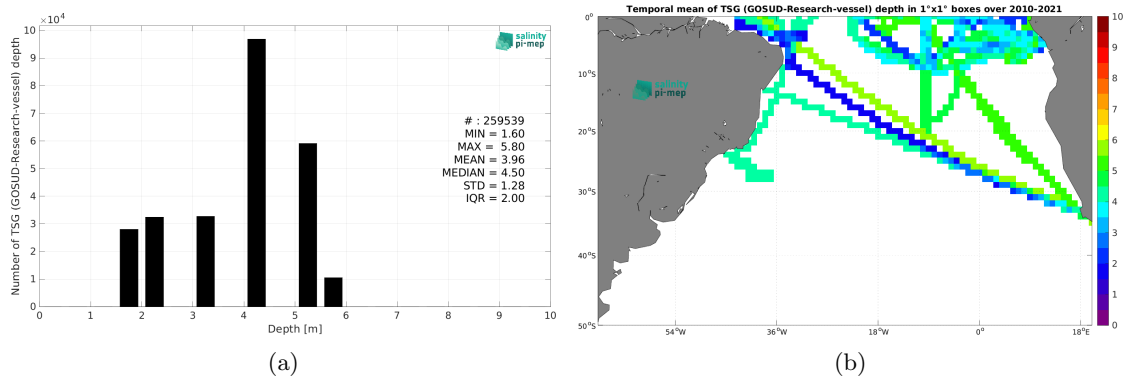 ×10⁴
10
9
8
7
6
5
4
3
2
1
0
Number of TSG (GOSUD-Research-vessel) depth
salinity
pi-mep
# : 259539
MIN = 1.60
MAX = 5.80
MEAN = 3.96
MEDIAN = 4.50
STD = 1.28
IQR = 2.00
0 1 2 3 4 5 6 7 8 9 10
Depth [m]
(a)
Temporal mean of TSG (GOSUD-Research-vessel) depth in 1°x1° boxes over 2010-2021
0°
10°S
20°S
30°S
40°S
50°S
salinity
pi-mep
54°W 36°W 18°W 0° 18°E
10
9
8
7
6
5
4
3
2
1
0
(b)